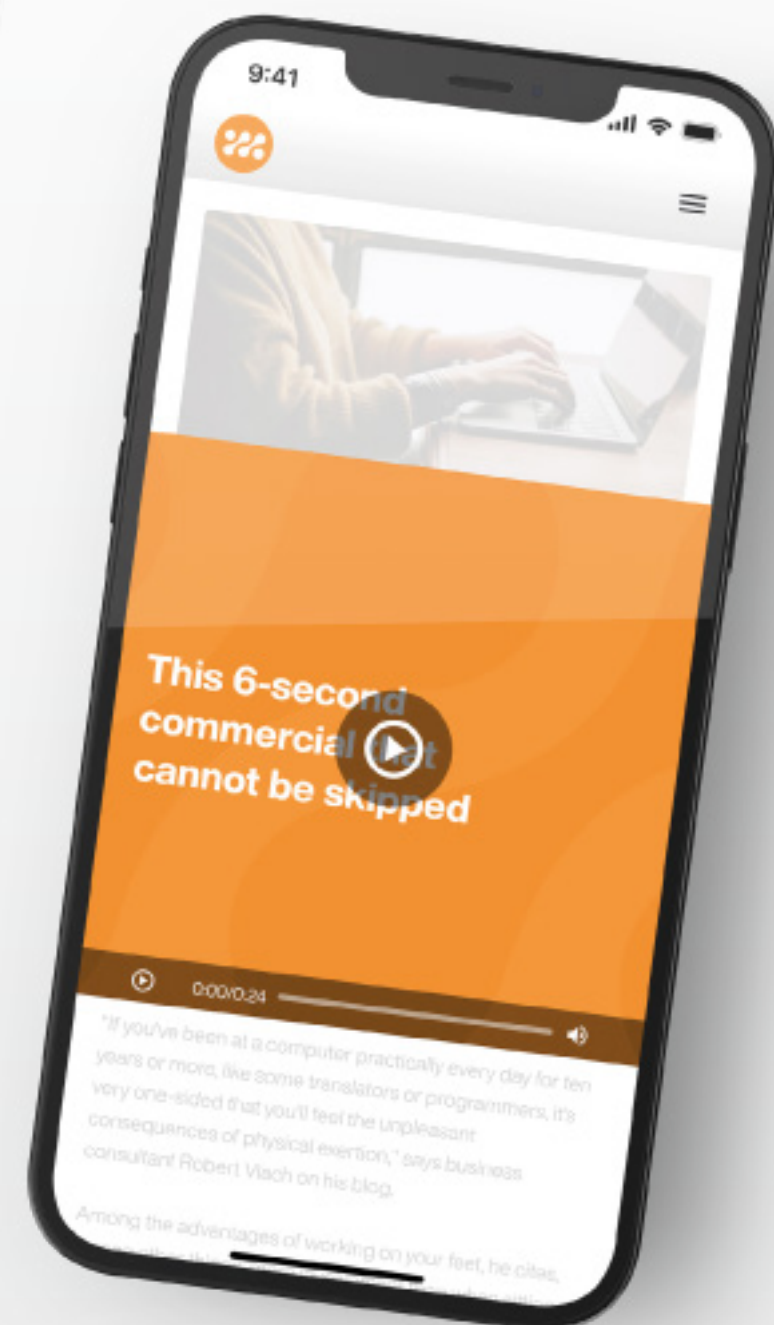 9:41
This 6-second
commercial that
cannot be skipped
0:00/0:24
"If you've been at a computer practically every day for ten
years or more, like some translators or programmers, it's
very one-sided that you'll feel the unpleasant
consequences of physical exertion," says business
consultant Robert Vlach on his blog.
Among the advantages of working on your feet, he cites,